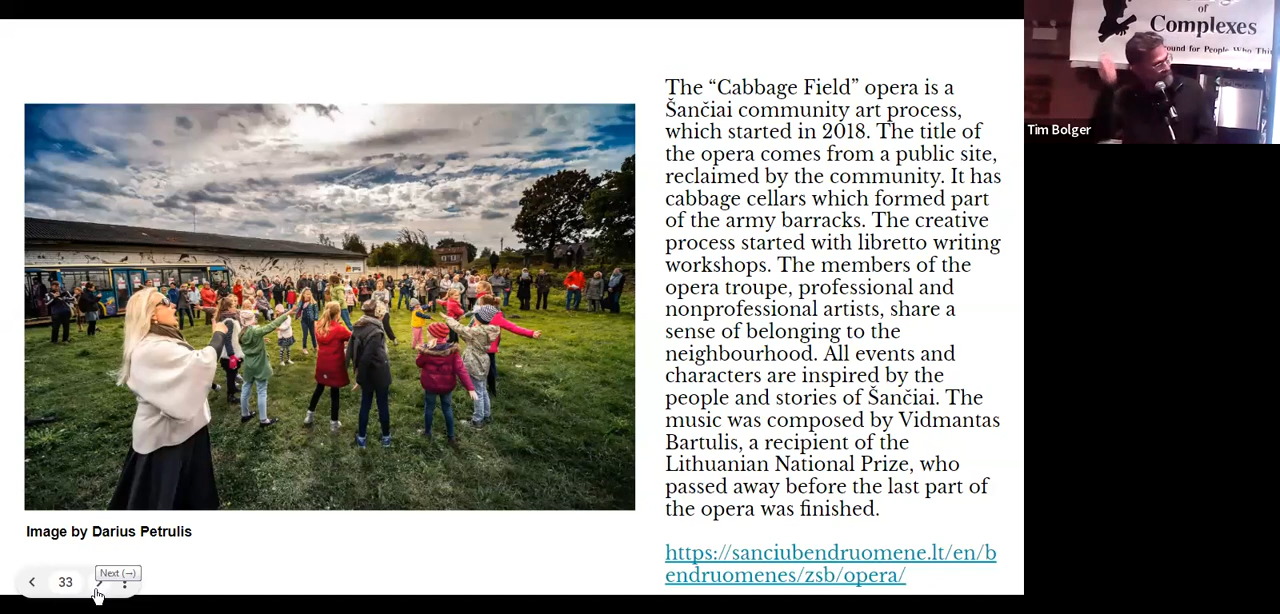 The “Cabbage Field” opera is a
Šančiai community art process,
which started in 2018. The title of
the opera comes from a public site,
reclaimed by the community. It has
cabbage cellars which formed part
of the army barracks. The creative
process started with libretto writing
workshops. The members of the
opera troupe, professional and
nonprofessional artists, share a
sense of belonging to the
neighbourhood. All events and
characters are inspired by the
people and stories of Šančiai. The
music was composed by Vidmantas
Bartulis, a recipient of the
Lithuanian National Prize, who
passed away before the last part of
the opera was finished.
https://sanciubendruomene.lt/en/b
endruomenes/zsb/opera/
Image by Darius Petrulis
33
Next (→)
of
Complexes
for People Who
Tim Bolger